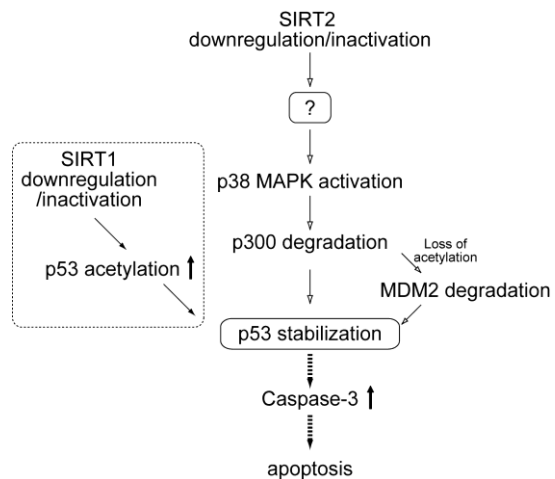 SIRT2
downregulation/inactivation
?
SIRT1
downregulation
/inactivation
p53 acetylation
p38 MAPK activation
p300 degradation
Loss of
acetylation
MDM2 degradation
p53 stabilization
Caspase-3
apoptosis